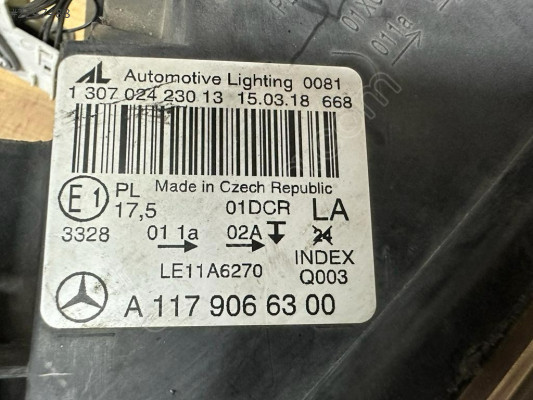 AL Automotive Lighting 0081
1 307 024 230 13 15.03.18 668
E1 PL Made in Czech Republic
17,5 01DCR LA
3328 01 1a 02A 24
LE11A6270 INDEX
Q003
A 117 906 63 00
011a